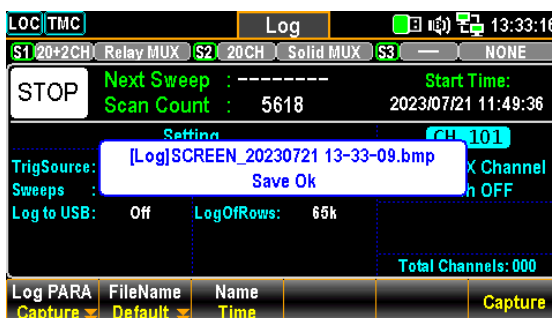 LOC TMC Log 13:33:16
S1 20+2CH Relay MUX S2 20CH Solid MUX S3 — NONE
STOP
Next Sweep : --------
Scan Count : 5618
Start Time:
2023/07/21 11:49:36
Setting
CH 101
[Log]SCREEN_20230721 13-33-09.bmp
Save Ok
TrigSource:
X Channel
Sweeps :
OFF
Log to USB: Off LogOfRows: 65k
Total Channels: 000
Log PARA FileName Name
Capture Default Time Capture